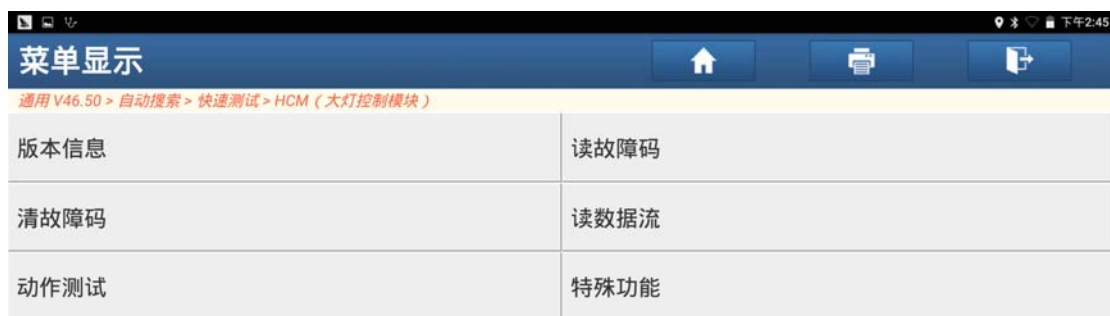 下午2:45
菜单显示
通用 V46.50 > 自动搜索 > 快速测试 > HCM（大灯控制模块）
版本信息
读故障码
清故障码
读数据流
动作测试
特殊功能